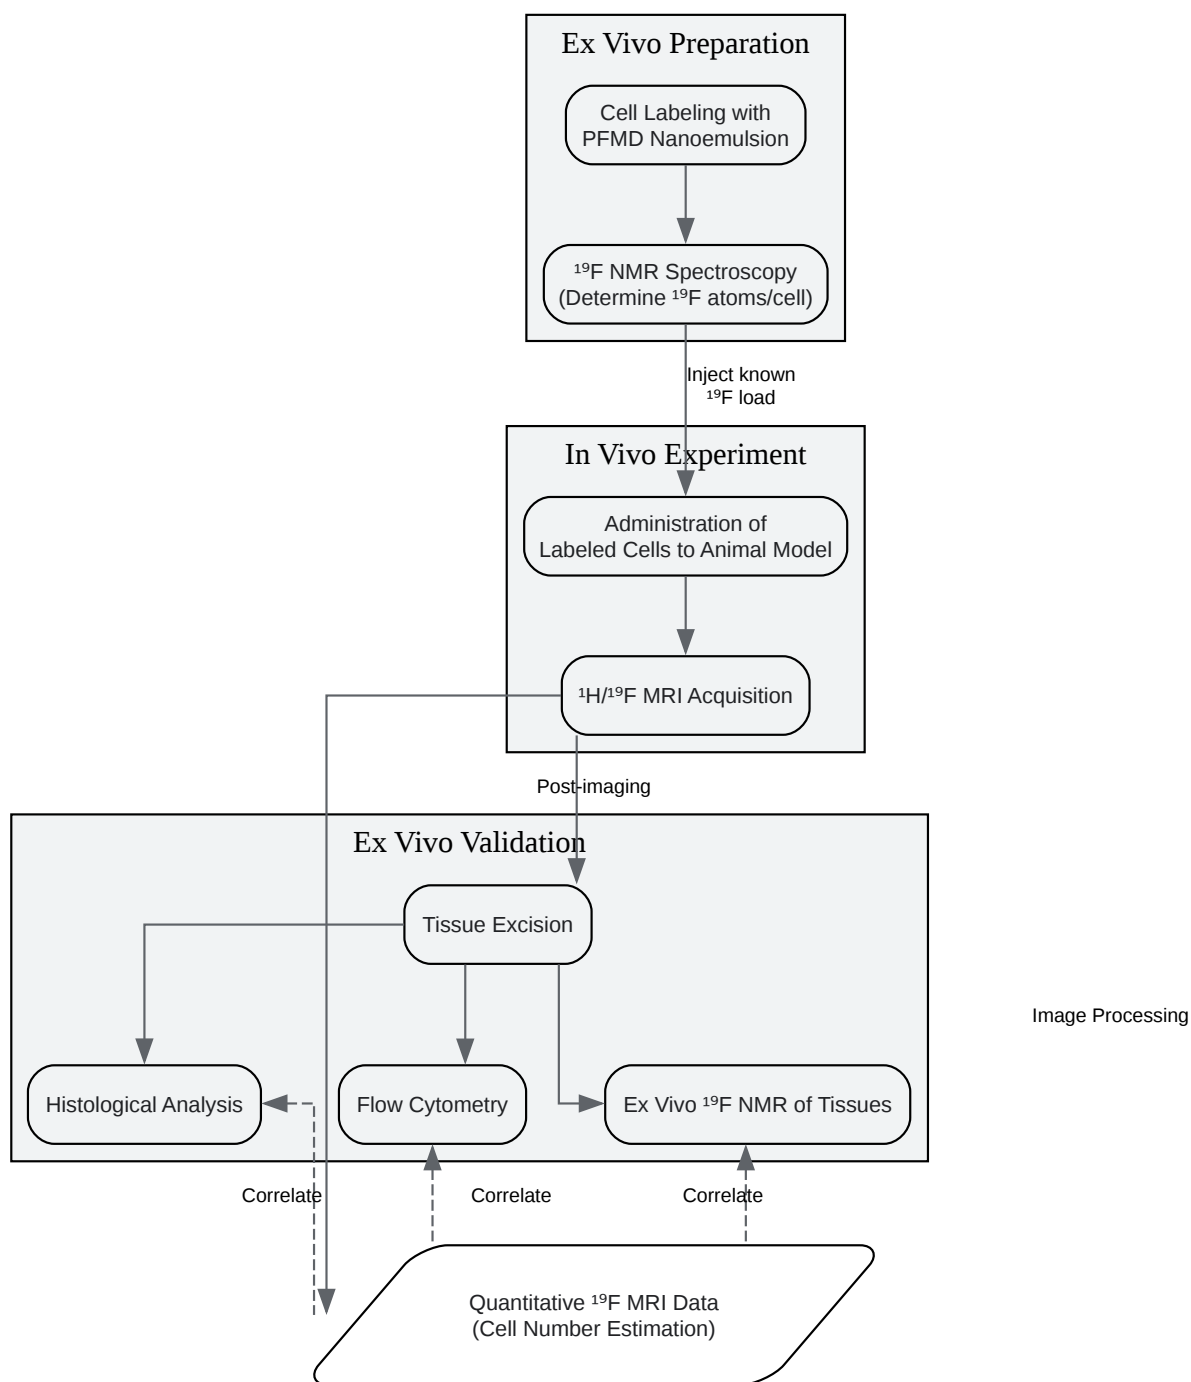 Ex Vivo Preparation
Cell Labeling with
PFMD Nanoemulsion
¹⁹F NMR Spectroscopy
(Determine ¹⁹F atoms/cell)
Inject known
¹⁹F load
In Vivo Experiment
Administration of
Labeled Cells to Animal Model
¹H/¹⁹F MRI Acquisition
Post-imaging
Ex Vivo Validation
Tissue Excision
Image Processing
Histological Analysis
Flow Cytometry
Ex Vivo ¹⁹F NMR of Tissues
Correlate
Correlate
Correlate
Quantitative ¹⁹F MRI Data
(Cell Number Estimation)